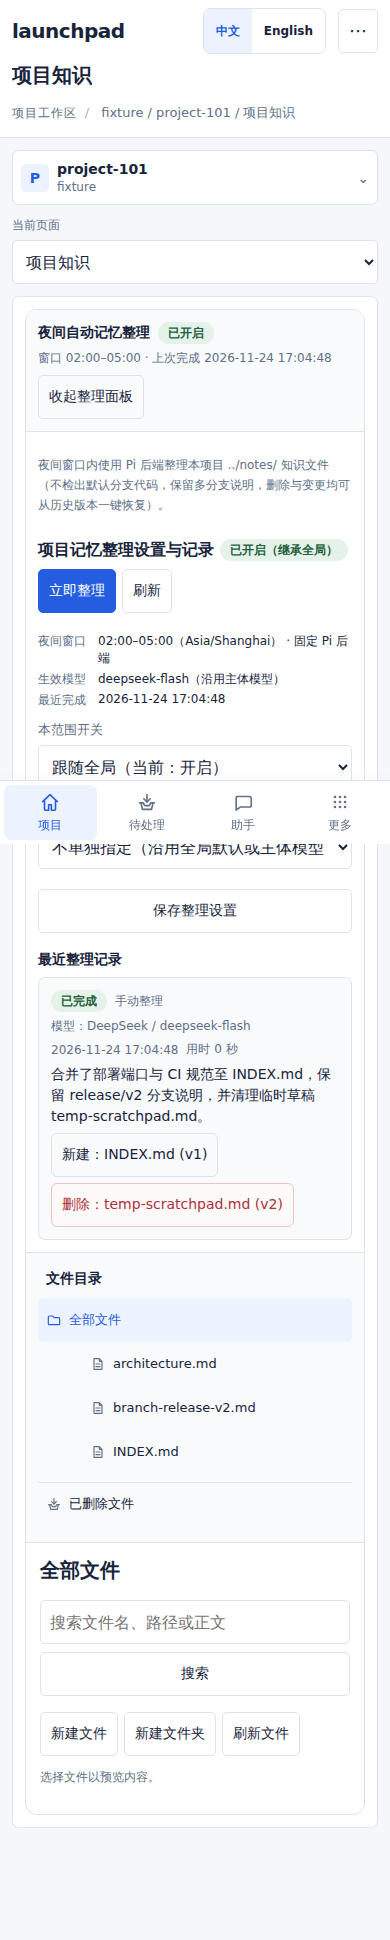 launchpad
中文
English
项目知识
项目工作区 / fixture / project-101 / 项目知识
P
project-101
fixture
当前页面
项目知识
夜间自动记忆整理
已开启
窗口 02:00–05:00 · 上次完成 2026-11-24 17:04:48
收起整理面板
夜间窗口内使用 Pi 后端整理本项目 ../notes/ 知识文件
（不检出默认分支代码，保留多分支说明，删除与变更均可
从历史版本一键恢复）。
项目记忆整理设置与记录
已开启（继承全局）
立即整理
刷新
夜间窗口 02:00–05:00（Asia/Shanghai） · 固定 Pi 后
端
生效模型 deepseek-flash（沿用主体模型）
最近完成 2026-11-24 17:04:48
本范围开关
跟随全局（当前：开启）
项目
待处理
助手
更多
不单独指定（沿用全局默认或主体模型
保存整理设置
最近整理记录
已完成
手动整理
模型：DeepSeek / deepseek-flash
2026-11-24 17:04:48 用时 0 秒
合并了部署端口与 CI 规范至 INDEX.md，保
留 release/v2 分支说明，并清理临时草稿
temp-scratchpad.md。
新建：INDEX.md (v1)
删除：temp-scratchpad.md (v2)
文件目录
全部文件
architecture.md
branch-release-v2.md
INDEX.md
已删除文件
全部文件
搜索文件名、路径或正文
搜索
新建文件
新建文件夹
刷新文件
选择文件以预览内容。